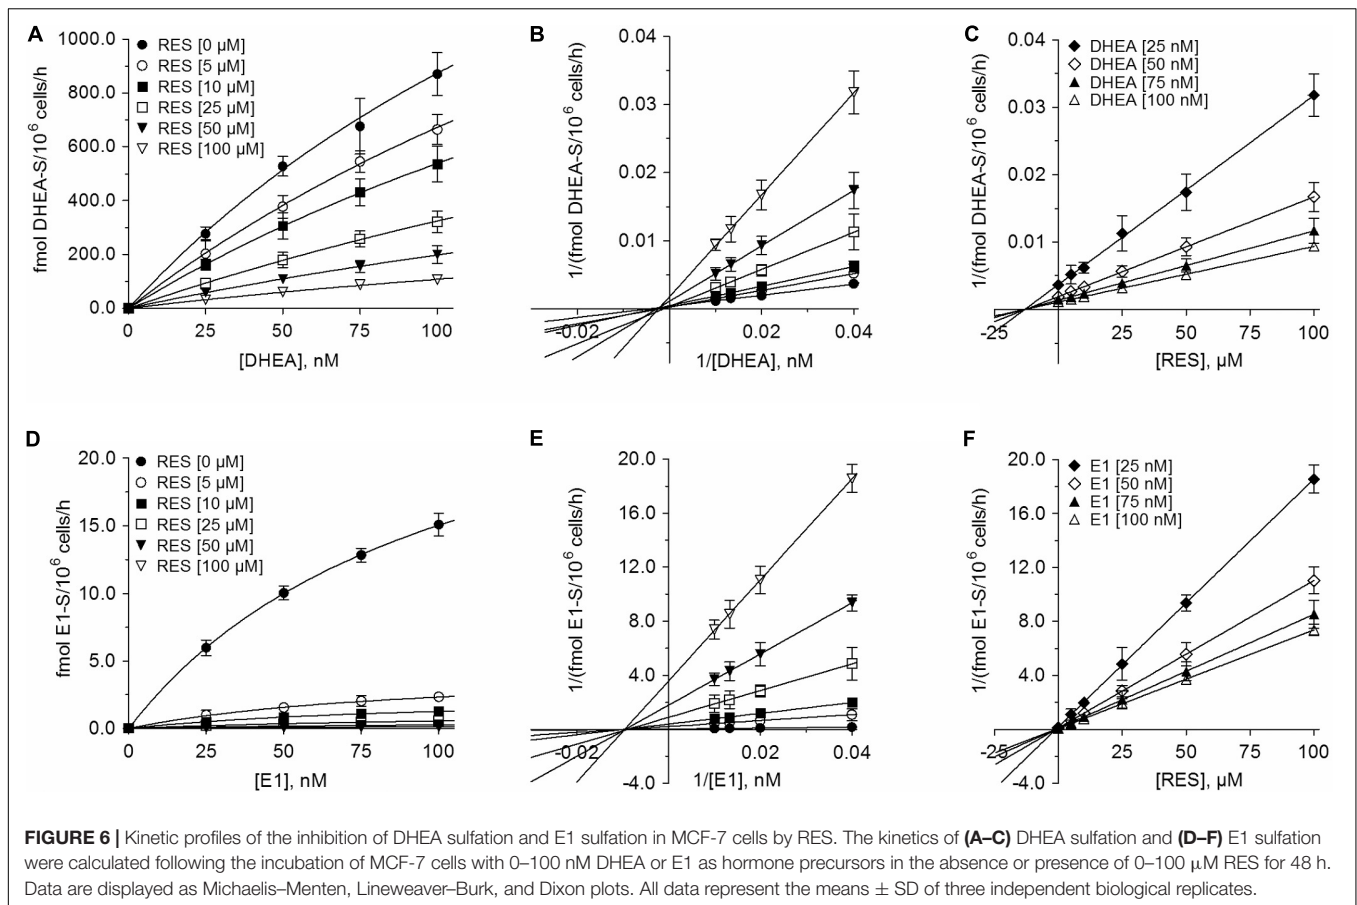 A
1000.0
800.0
600.0
400.0
200.0
0.0
fmol DHEA-S/10⁶ cells/h
RES [0 µM]
RES [5 µM]
RES [10 µM]
RES [25 µM]
RES [50 µM]
RES [100 µM]
0 25 50 75 100
[DHEA], nM
B
0.04
0.03
0.02
0.01
1/(fmol DHEA-S/10⁶ cells/h)
-0.02 0.02 0.04
1/[DHEA], nM
C
0.04
0.03
0.02
0.01
1/(fmol DHEA-S/10⁶ cells/h)
DHEA [25 nM]
DHEA [50 nM]
DHEA [75 nM]
DHEA [100 nM]
-25 25 50 75 100
[RES], µM
D
20.0
15.0
10.0
5.0
0.0
fmol E1-S/10⁶ cells/h
RES [0 µM]
RES [5 µM]
RES [10 µM]
RES [25 µM]
RES [50 µM]
RES [100 µM]
0 25 50 75 100
[E1], nM
E
20.0
16.0
12.0
8.0
4.0
-4.0
1/(fmol E1-S/10⁶ cells/h)
-0.02 0.02 0.04
1/[E1], nM
F
20.0
16.0
12.0
8.0
4.0
-4.0
1/(fmol E1-S/10⁶ cells/h)
E1 [25 nM]
E1 [50 nM]
E1 [75 nM]
E1 [100 nM]
-25 25 50 75 100
[RES], µM
FIGURE 6 | Kinetic profiles of the inhibition of DHEA sulfation and E1 sulfation in MCF-7 cells by RES. The kinetics of (A–C) DHEA sulfation and (D–F) E1 sulfation
were calculated following the incubation of MCF-7 cells with 0–100 nM DHEA or E1 as hormone precursors in the absence or presence of 0–100 μM RES for 48 h.
Data are displayed as Michaelis–Menten, Lineweaver–Burk, and Dixon plots. All data represent the means ± SD of three independent biological replicates.